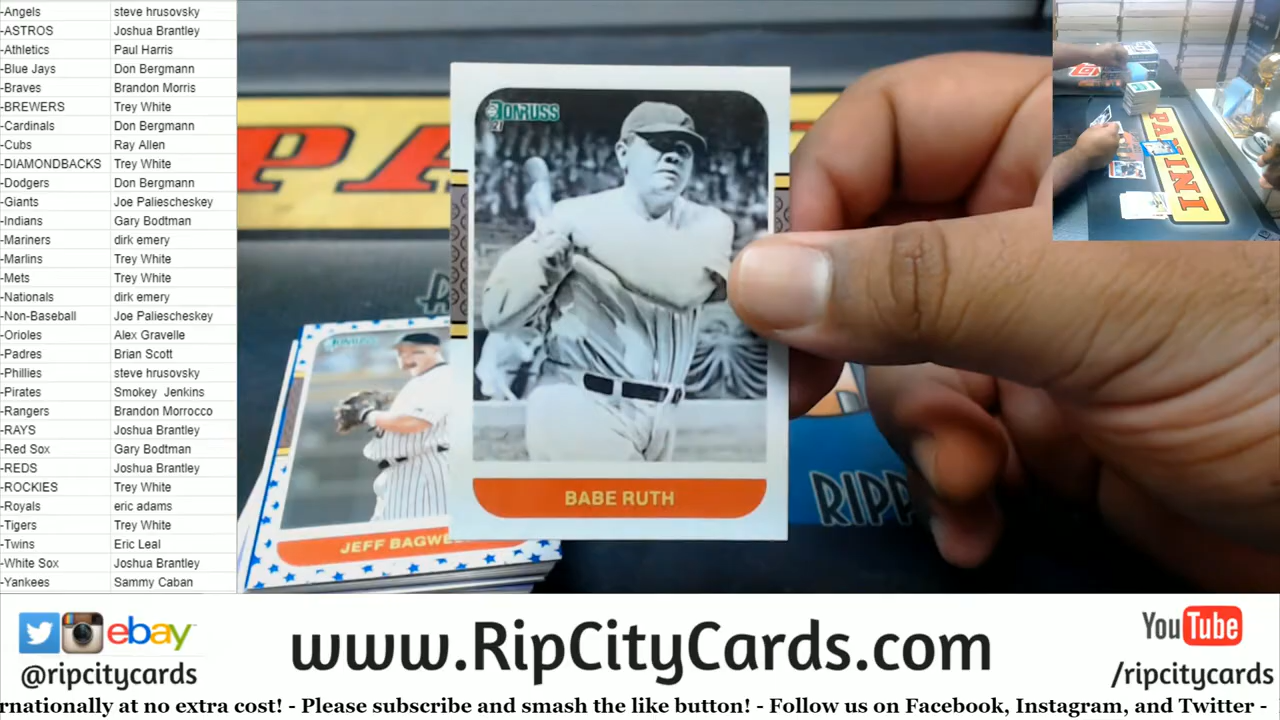 -Angels steve hrusovsky
-ASTROS Joshua Brantley
-Athletics Paul Harris
-Blue Jays Don Bergmann
-Braves Brandon Morris
-BREWERS Trey White
-Cardinals Don Bergmann
-Cubs Ray Allen
-DIAMONDBACKS Trey White
-Dodgers Don Bergmann
-Giants Joe Paliescheskey
-Indians Gary Bodtman
-Mariners dirk emery
-Marlins Trey White
-Mets Trey White
-Nationals dirk emery
-Non-Baseball Joe Paliescheskey
-Orioles Alex Gravelle
-Padres Brian Scott
-Phillies steve hrusovsky
-Pirates Smokey Jenkins
-Rangers Brandon Morrocco
-RAYS Joshua Brantley
-Red Sox Gary Bodtman
-REDS Joshua Brantley
-ROCKIES Trey White
-Royals eric adams
-Tigers Trey White
-Twins Eric Leal
-White Sox Joshua Brantley
-Yankees Sammy Caban
PA
DONRUSS
21
BABE RUTH
DONRUSS
JEFF BAGWE
RIPP
PANINI
ebay
@ripcitycards
www.RipCityCards.com
YouTube
/ripcitycards
rnationally at no extra cost! - Please subscribe and smash the like button! - Follow us on Facebook, Instagram, and Twitter -